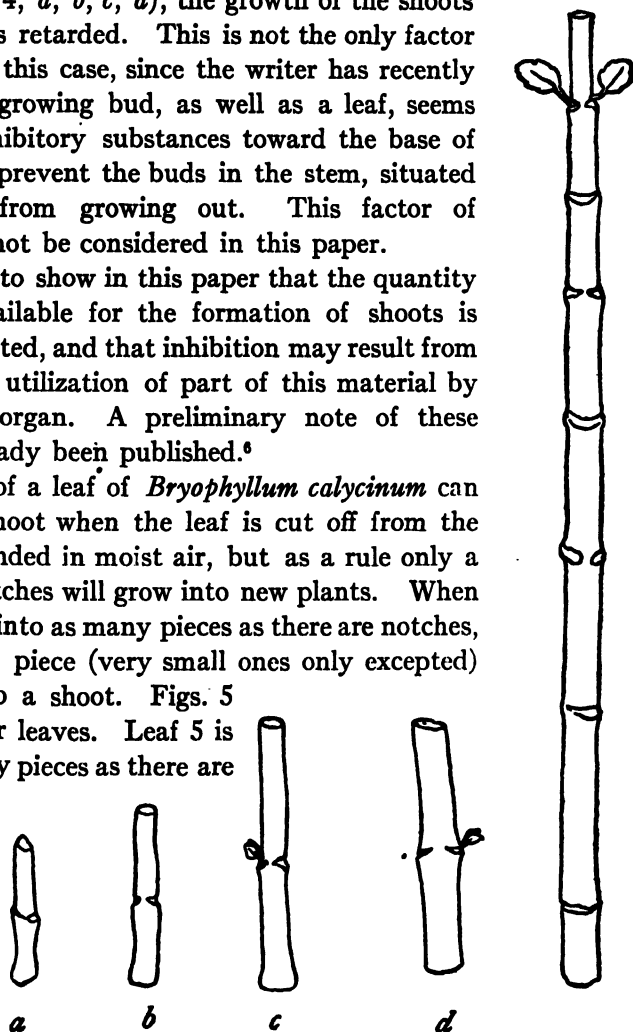 4, a, b, c, d), the growth of the shoots
s retarded. This is not the only factor
this case, since the writer has recently
growing bud, as well as a leaf, seems
hibitory substances toward the base of
prevent the buds in the stem, situated
from growing out. This factor of
not be considered in this paper.
to show in this paper that the quantity
ailable for the formation of shoots is
ted, and that inhibition may result from
utilization of part of this material by
organ. A preliminary note of these
ady been published.⁶
of a leaf of Bryophyllum calycinum can
hoot when the leaf is cut off from the
nded in moist air, but as a rule only a
tches will grow into new plants. When
into as many pieces as there are notches,
piece (very small ones only excepted)
o a shoot. Figs. 5
r leaves. Leaf 5 is
y pieces as there are
a b c d